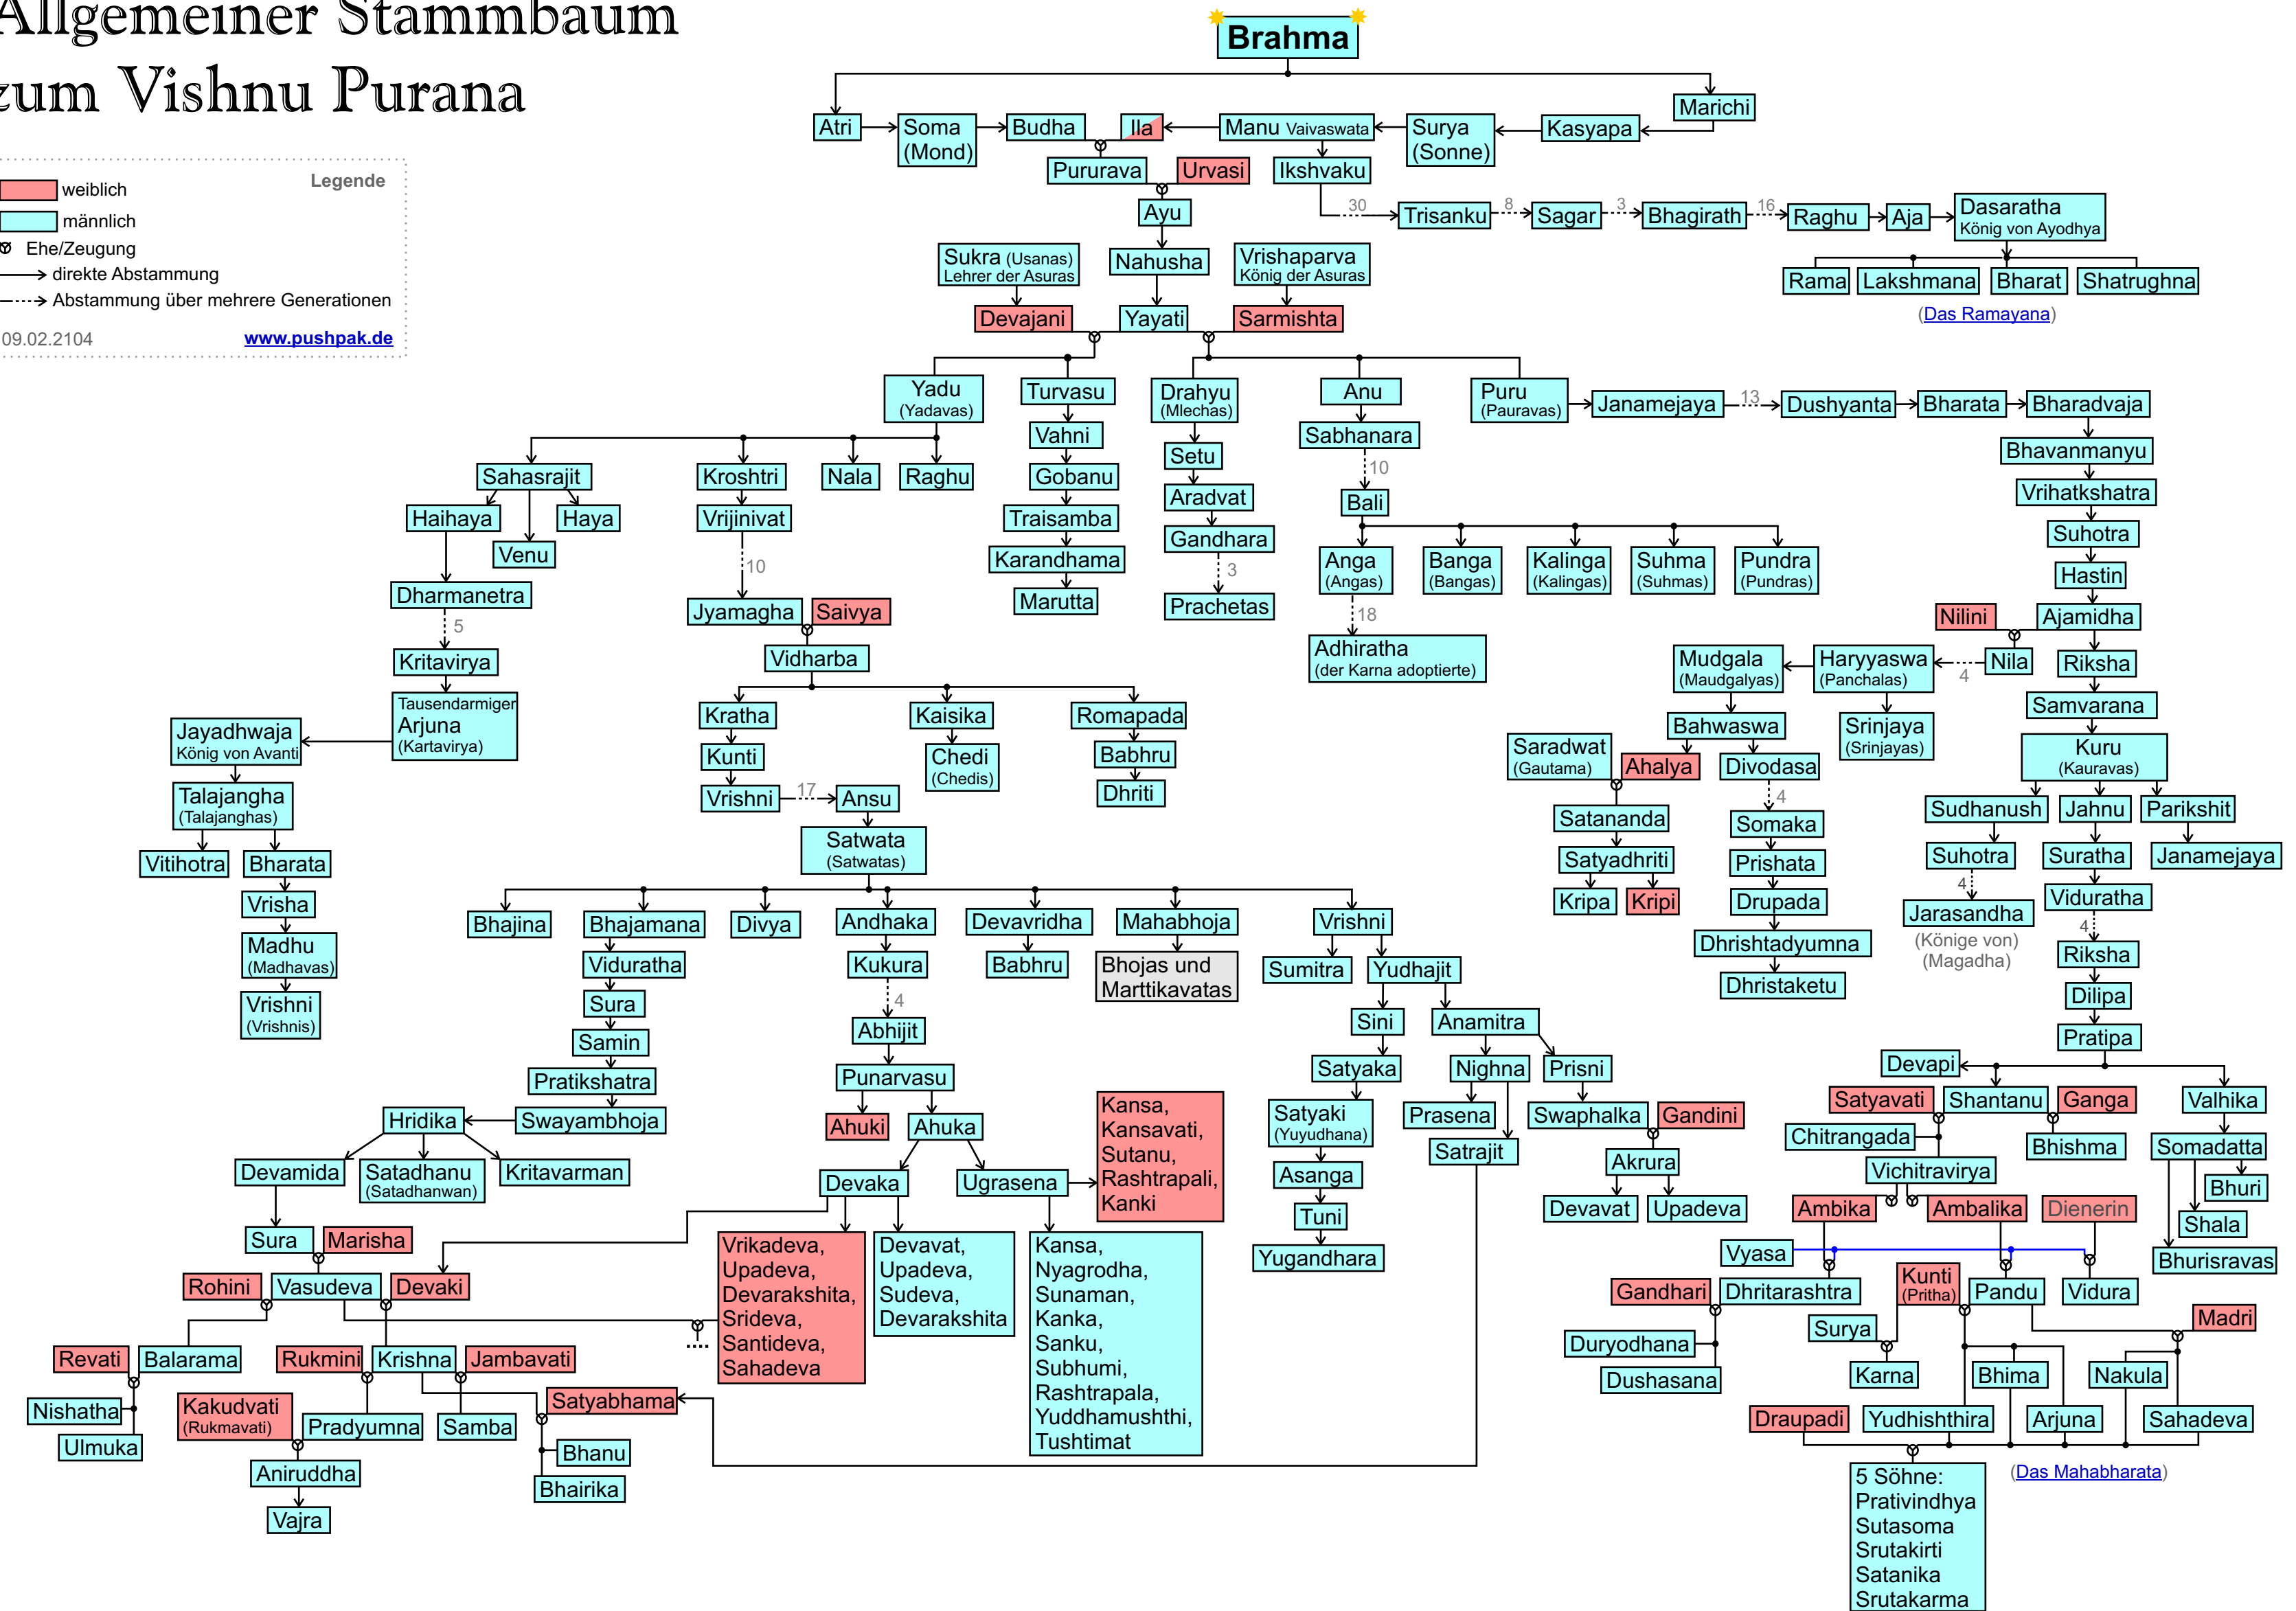 Allgemeiner Stammbaum
zum Vishnu Purana
Legende
weiblich
männlich
Ehe/Zeugung
direkte Abstammung
Abstammung über mehrere Generationen
09.02.2104
www.pushpak.de
Brahma
Marichi
Atri
Soma
(Mond)
Budha
Ila
Manu Vaivaswata
Surya
(Sonne)
Kasyapa
Pururava
Urvasi
Ikshvaku
Ayu
30
Trisanku
8
Sagar
3
Bhagirath
16
Raghu
Aja
Dasaratha
König von Ayodhya
Sukra (Usanas)
Lehrer der Asuras
Nahusha
Vrishaparva
König der Asuras
Rama
Lakshmana
Bharat
Shatrughna
(Das Ramayana)
Devajani
Yayati
Sarmishta
Yadu
(Yadavas)
Turvasu
Drahyu
(Mlechas)
Anu
Puru
(Pauravas)
Janamejaya
13
Dushyanta
Bharata
Bharadvaja
Vahni
Sabhanara
Bhavanmanyu
Sahasrajit
Kroshtri
Nala
Raghu
Gobanu
Setu
10
Vrihatkshatra
Haihaya
Haya
Venu
Vrijinivat
Traisamba
Aradvat
Bali
Suhotra
10
Karandhama
Gandhara
Anga
(Angas)
Banga
(Bangas)
Kalinga
(Kalingas)
Suhma
(Suhmas)
Pundra
(Pundras)
Hastin
Dharmanetra
5
Jyamagha
Saivya
Marutta
3
Prachetas
18
Nilini
Ajamidha
Kritavirya
Vidharba
Adhiratha
(der Karna adoptierte)
Mudgala
(Maudgalyas)
Haryyaswa
(Panchalas)
4
Nila
Riksha
Tausendarmiger
Arjuna
(Kartavirya)
Jayadhwaja
König von Avanti
Kratha
Kaisika
Romapada
Bahwaswa
Srinjaya
(Srinjayas)
Samvarana
Kunti
Chedi
(Chedis)
Babhru
Saradwat
(Gautama)
Ahalya
Divodasa
Kuru
(Kauravas)
Talajangha
(Talajanghas)
Vrishni
17
Ansu
Dhriti
Satananda
4
Somaka
Sudhanush
Jahnu
Parikshit
Satwata
(Satwatas)
Vitihotra
Bharata
Satyadhriti
Prishata
Suhotra
Suratha
Janamejaya
Vrisha
Kripa
Kripi
Drupada
4
Jarasandha
(Könige von)
(Magadha)
Viduratha
4
Bhajina
Bhajamana
Divya
Andhaka
Devavridha
Mahabhoja
Vrishni
Madhu
(Madhavas)
Dhrishtadyumna
Viduratha
Kukura
Babhru
Bhojas und
Marttikavatas
Sumitra
Yudhajit
Dhristaketu
Riksha
Vrishni
(Vrishnis)
Sura
4
Dilipa
Samin
Abhijit
Sini
Anamitra
Pratipa
Pratikshatra
Punarvasu
Satyaka
Nighna
Prisni
Devapi
Hridika
Swayambhoja
Ahuki
Ahuka
Kansa,
Kansavati,
Sutanu,
Rashtrapali,
Kanki
Satyaki
(Yuyudhana)
Prasena
Swaphalka
Gandini
Satyavati
Shantanu
Ganga
Valhika
Satrajit
Chitrangada
Bhishma
Somadatta
Devamida
Satadhanu
(Satadhanwan)
Kritavarman
Devaka
Ugrasena
Asanga
Akrura
Vichitravirya
Bhuri
Tuni
Devavat
Upadeva
Ambika
Ambalika
Dienerin
Shala
Sura
Marisha
Vrikadeva,
Upadeva,
Devarakshita,
Srideva,
Santideva,
Sahadeva
Devavat,
Upadeva,
Sudeva,
Devarakshita
Kansa,
Nyagrodha,
Sunaman,
Kanka,
Sanku,
Subhumi,
Rashtrapala,
Yuddhamushthi,
Tushtimat
Yugandhara
Vyasa
Bhurisravas
Rohini
Vasudeva
Devaki
Gandhari
Dhritarashtra
Kunti
(Pritha)
Pandu
Vidura
Surya
Madri
Duryodhana
Revati
Balarama
Rukmini
Krishna
Jambavati
....
Dushasana
Karna
Bhima
Nakula
Nishatha
Kakudvati
(Rukmavati)
Pradyumna
Samba
Satyabhama
Draupadi
Yudhishthira
Arjuna
Sahadeva
Ulmuka
Bhanu
Aniruddha
Bhairika
(Das Mahabharata)
Vajra
5 Söhne:
Prativindhya
Sutasoma
Srutakirti
Satanika
Srutakarma